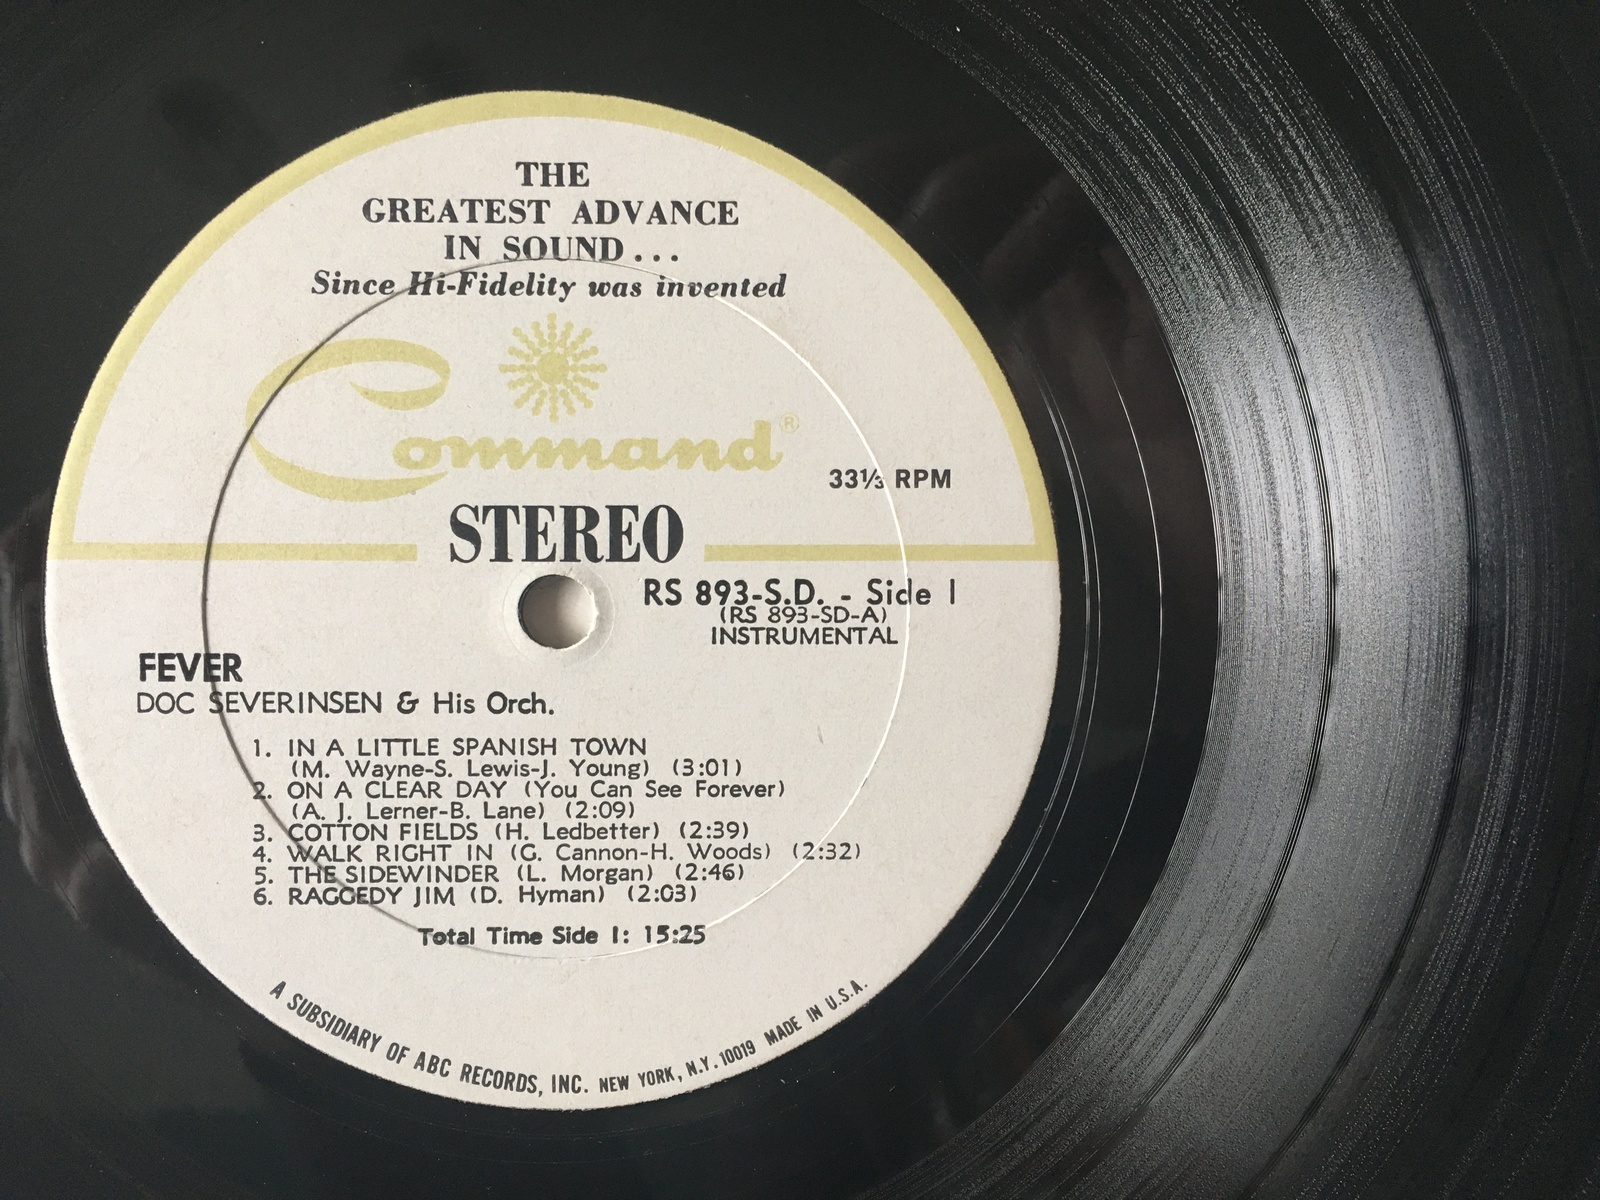 THE
GREATEST ADVANCE
IN SOUND...
Since Hi-Fidelity was invented
Command®
33⅓ RPM
STEREO
RS 893-S.D. - Side 1
(RS 893-SD-A)
INSTRUMENTAL
FEVER
DOC SEVERINSEN & His Orch.
1. IN A LITTLE SPANISH TOWN
(M. Wayne-S. Lewis-J. Young) (3:01)
2. ON A CLEAR DAY (You Can See Forever)
(A. J. Lerner-B. Lane) (2:09)
3. COTTON FIELDS (H. Ledbetter) (2:39)
4. WALK RIGHT IN (G. Cannon-H. Woods) (2:32)
5. THE SIDEWINDER (L. Morgan) (2:46)
6. RAGGEDY JIM (D. Hyman) (2:03)
Total Time Side 1: 15:25
A SUBSIDIARY OF ABC RECORDS, INC. NEW YORK, N.Y. 10019 MADE IN U.S.A.